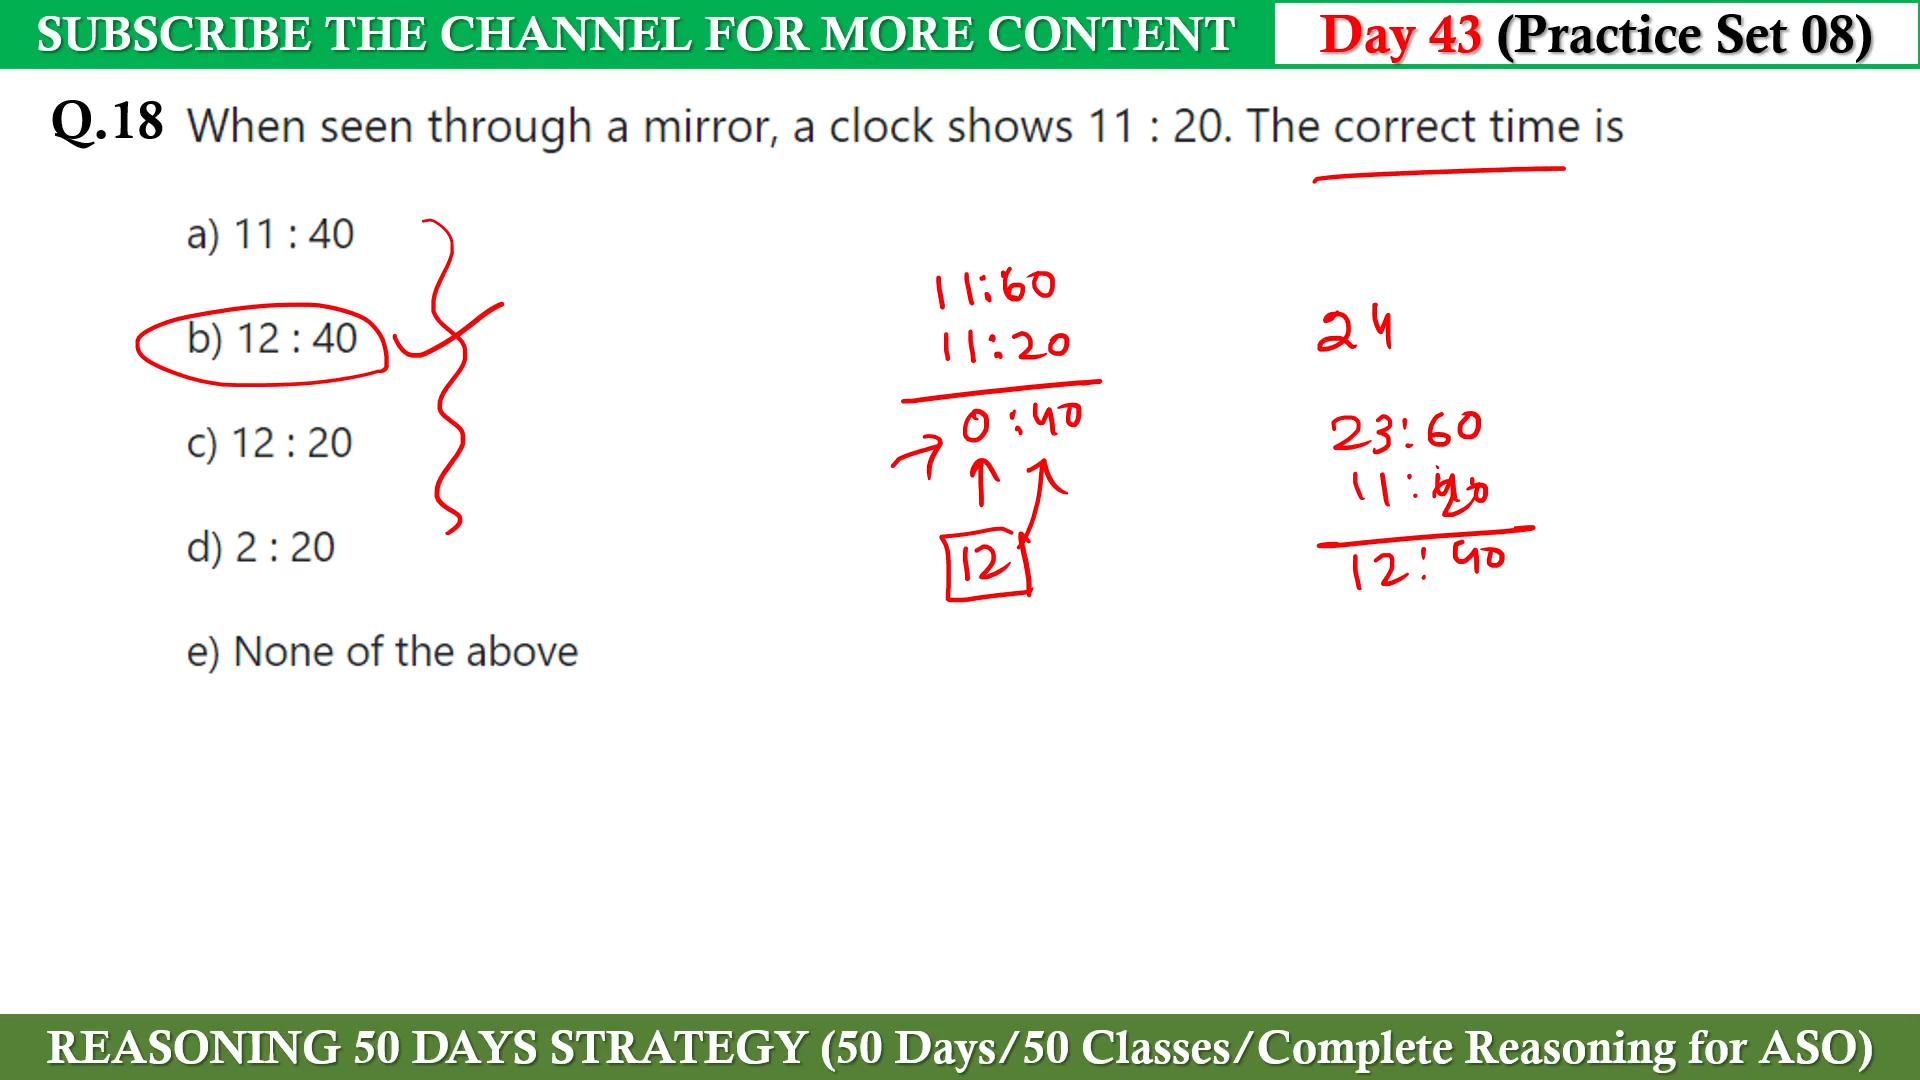 SUBSCRIBE THE CHANNEL FOR MORE CONTENT
Day 43 (Practice Set 08)
Q.18 When seen through a mirror, a clock shows 11 : 20. The correct time is
a) 11 : 40
b) 12 : 40
c) 12 : 20
d) 2 : 20
e) None of the above
11:60
11:20
0:40
12
24
23:60
11:20
12:40
REASONING 50 DAYS STRATEGY (50 Days/50 Classes/Complete Reasoning for ASO)